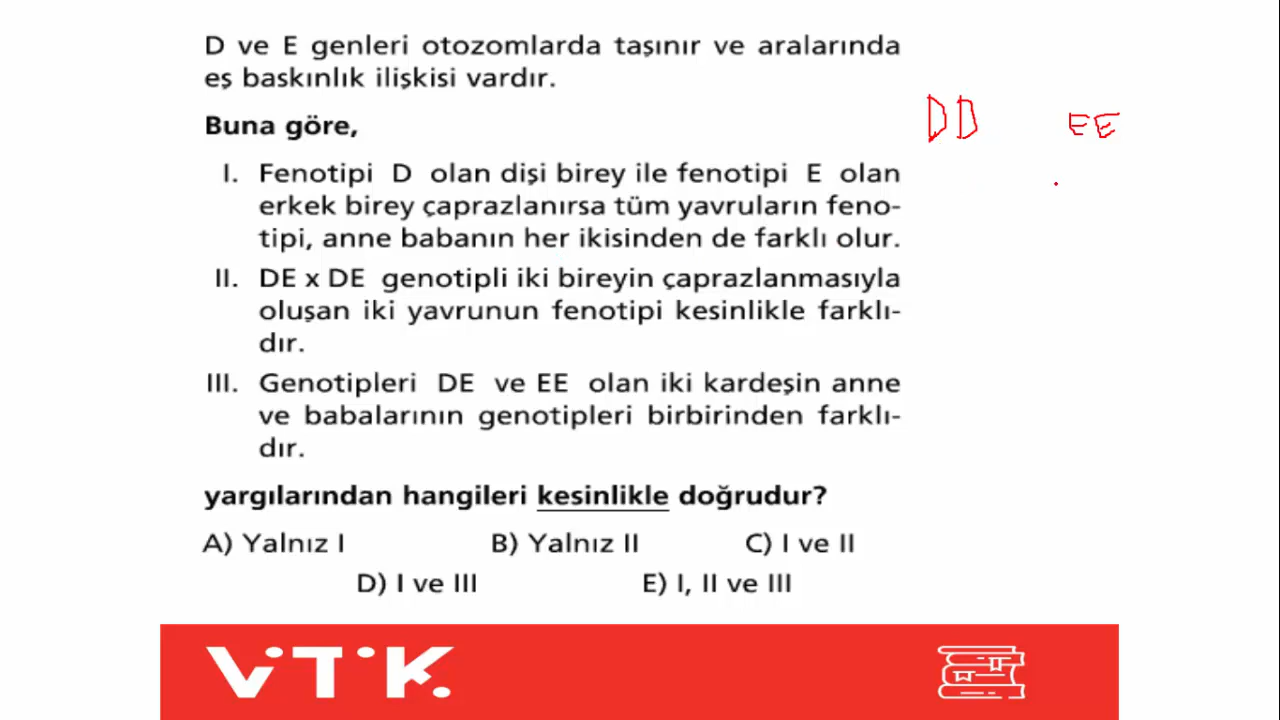 D ve E genleri otozomlarda taşınır ve aralarında
eş baskınlık ilişkisi vardır.
Buna göre,
I. Fenotipi D olan dişi birey ile fenotipi E olan
erkek birey çaprazlanırsa tüm yavruların feno-
tipi, anne babanın her ikisinden de farklı olur.
II. DE x DE genotipli iki bireyin çaprazlanmasıyla
oluşan iki yavrunun fenotipi kesinlikle farklı-
dır.
III. Genotipleri DE ve EE olan iki kardeşin anne
ve babalarının genotipleri birbirinden farklı-
dır.
yargılarından hangileri kesinlikle doğrudur?
A) Yalnız I B) Yalnız II C) I ve II
D) I ve III E) I, II ve III
DD EE
VİTİK.